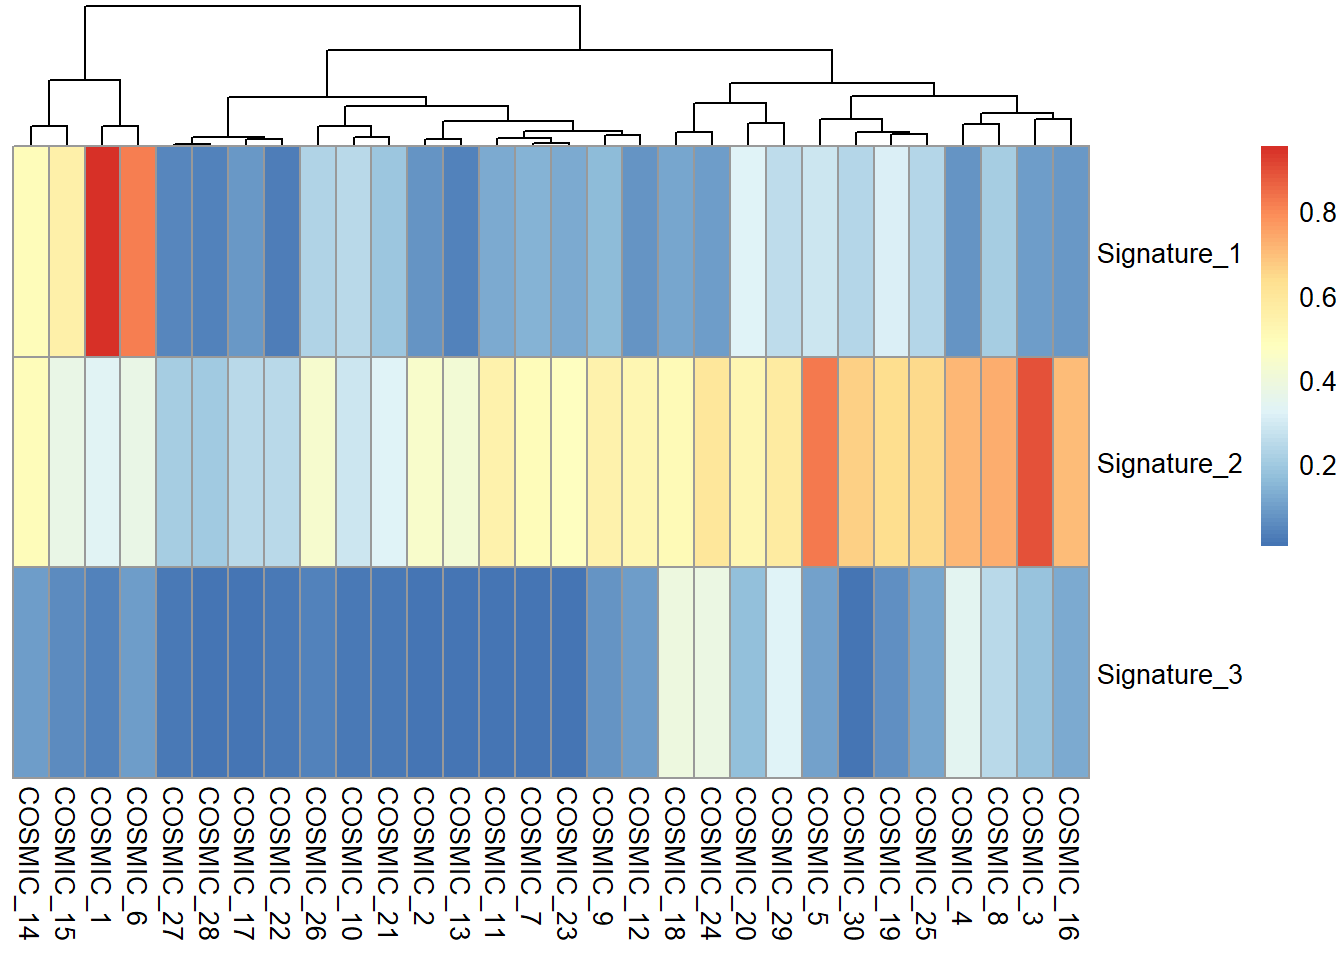 0.8
Signature_1
0.6
0.4
Signature_2
0.2
Signature_3
COSMIC_14
COSMIC_15
COSMIC_1
COSMIC_6
COSMIC_27
COSMIC_28
COSMIC_17
COSMIC_22
COSMIC_26
COSMIC_10
COSMIC_21
COSMIC_2
COSMIC_13
COSMIC_11
COSMIC_7
COSMIC_23
COSMIC_9
COSMIC_12
COSMIC_18
COSMIC_24
COSMIC_20
COSMIC_29
COSMIC_5
COSMIC_30
COSMIC_19
COSMIC_25
COSMIC_4
COSMIC_8
COSMIC_3
COSMIC_16